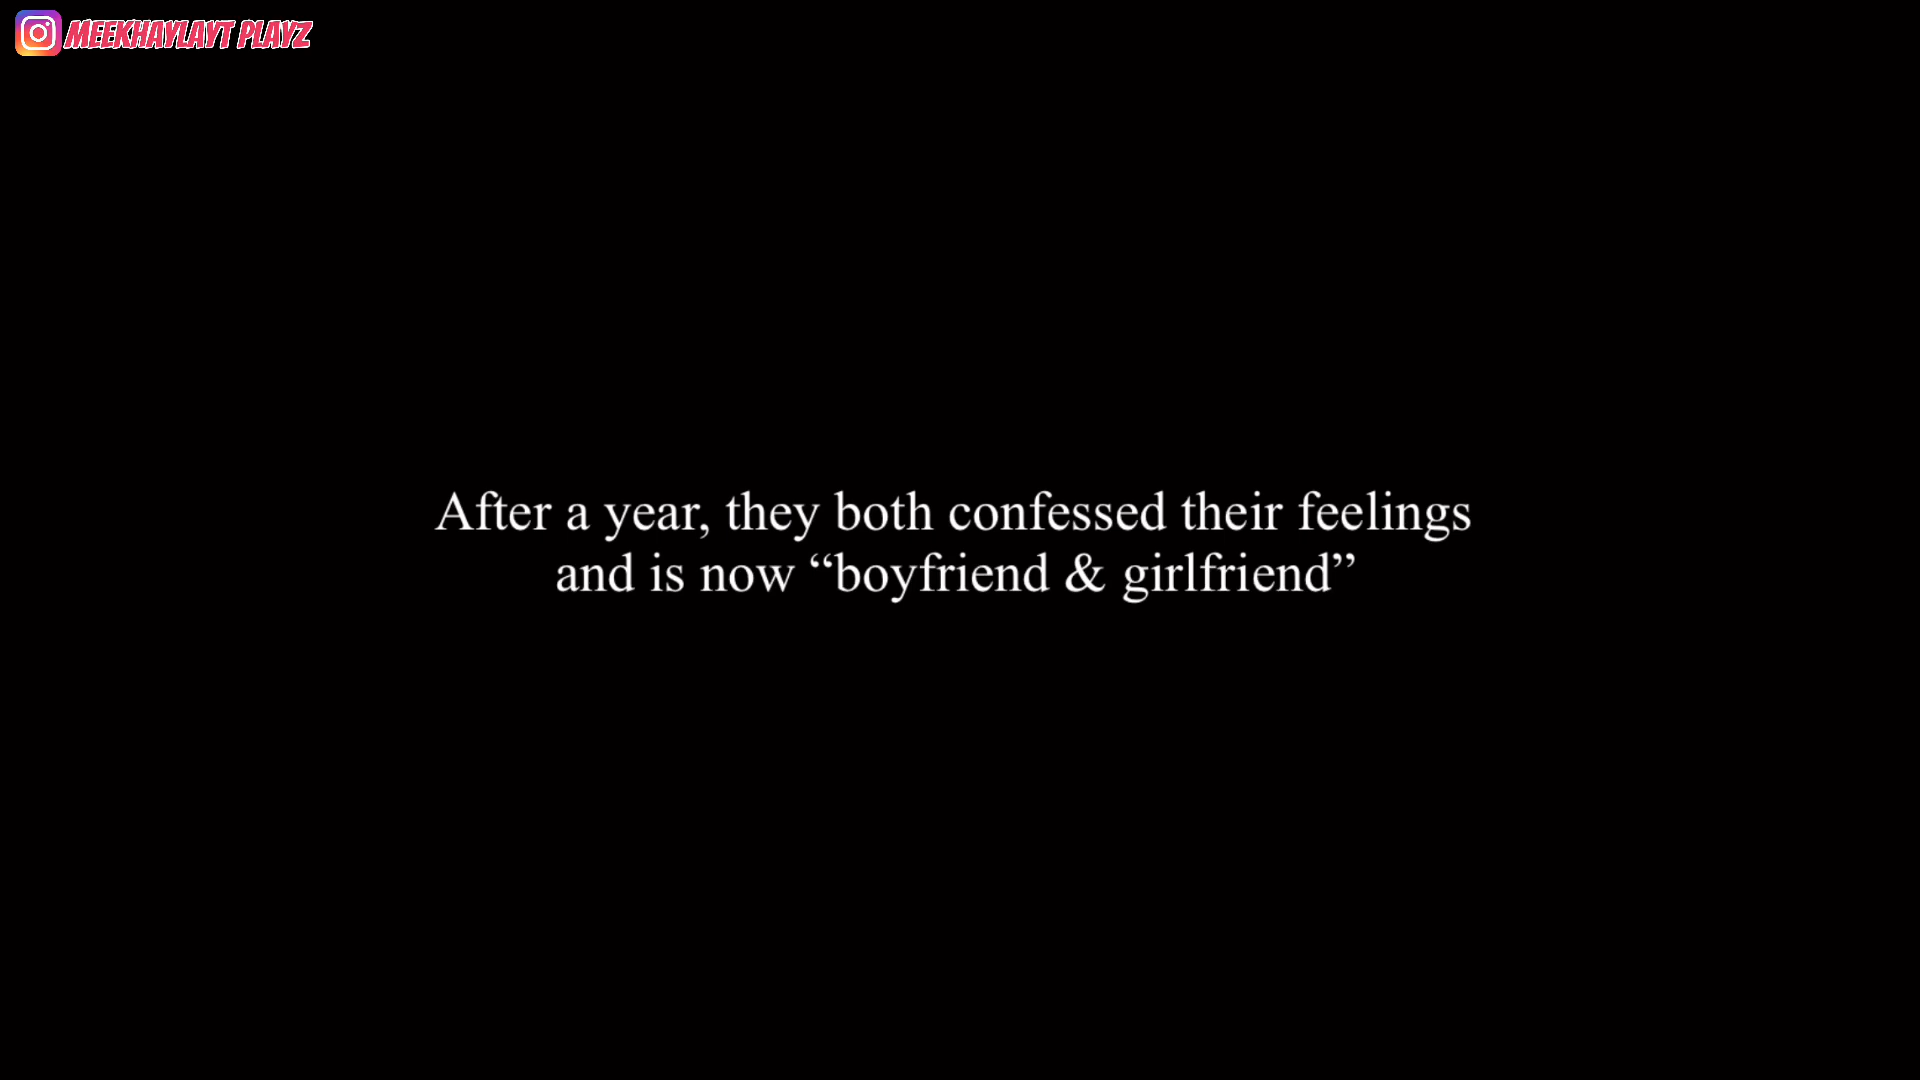 MEEKHAYLAYT PLAYZ
After a year, they both confessed their feelings
and is now “boyfriend & girlfriend”